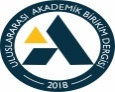 ULUSLARARASI AKADEMİK BİRİKİM DERGİSİ
2018